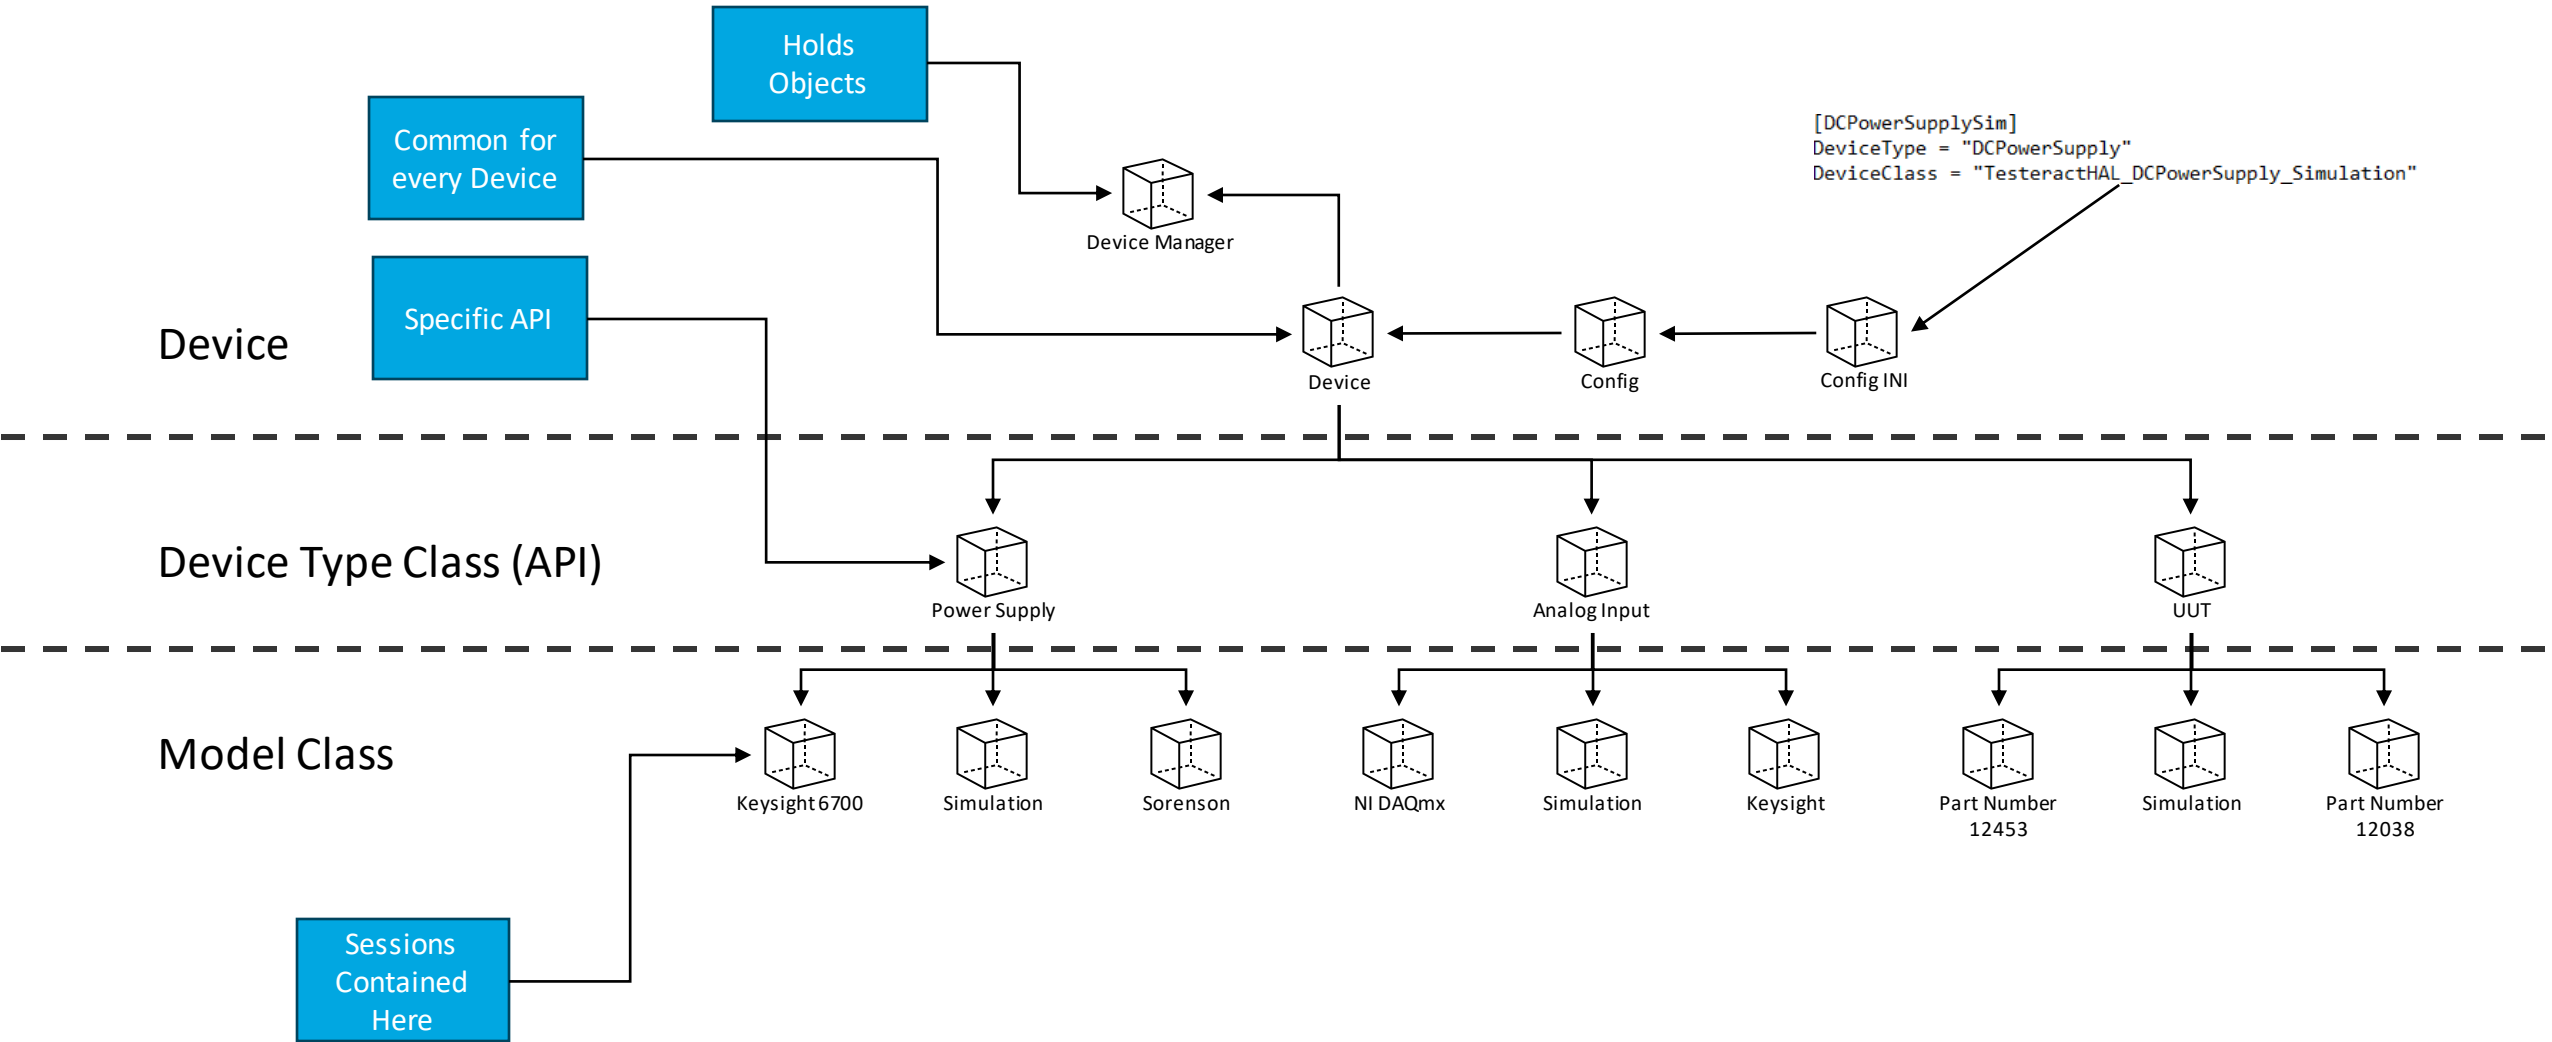 Holds
Objects
Common for
every Device
[DCPowerSupplySim]
DeviceType = "DCPowerSupply"
DeviceClass = "TesteractHAL_DCPowerSupply_Simulation"
Device Manager
Specific API
Device
Device
Config
Config INI
Device Type Class (API)
Power Supply
Analog Input
UUT
Model Class
Keysight 6700
Simulation
Sorenson
NI DAQmx
Simulation
Keysight
Part Number
12453
Simulation
Part Number
12038
Sessions
Contained
Here